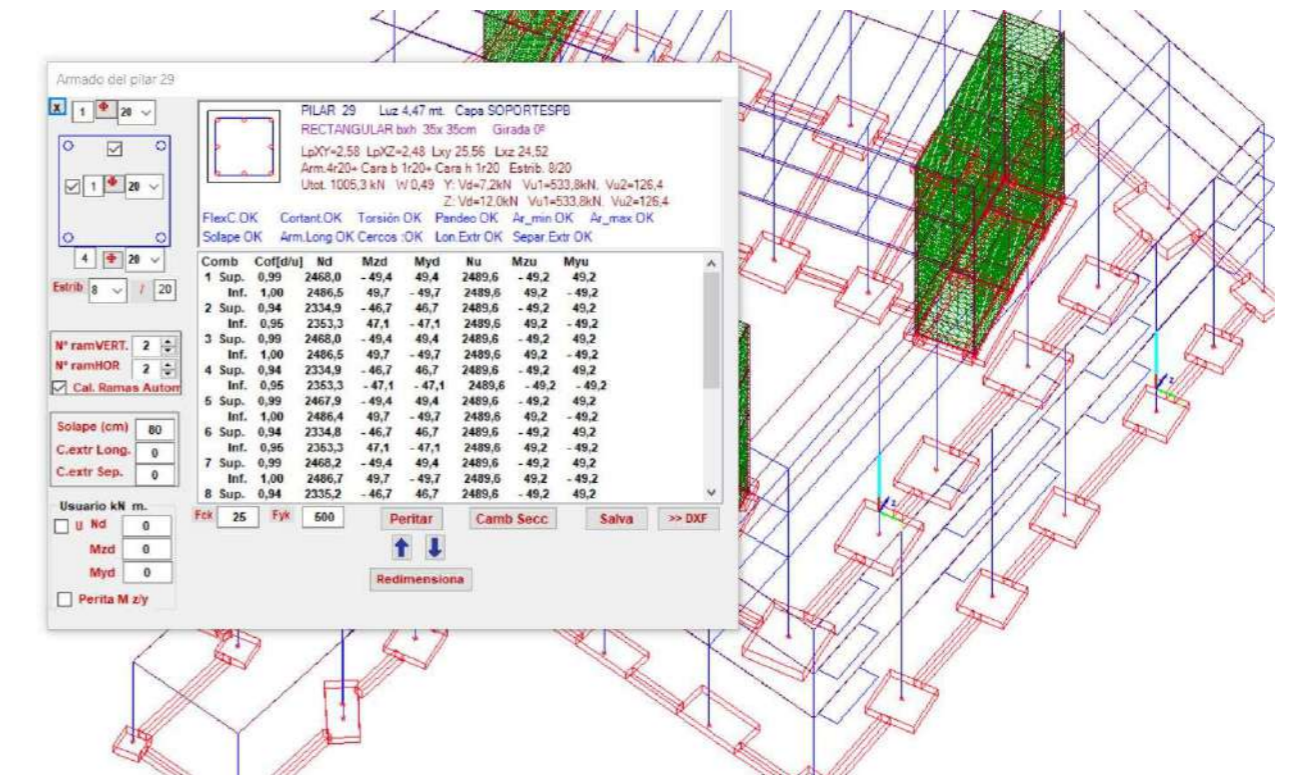 Armado del pilar 29
x 1 20
1 20
4 20
Estrib 8 / 20
Nº ramVERT. 2
Nº ramHOR 2
Cal. Ramas Autom
Solape (cm) 80
C.extr Long. 0
C.extr Sep. 0
Usuario kN m.
U Nd 0
Mzd 0
Myd 0
Perita M z/y
PILAR 29 Luz 4,47 mt. Capa SOPORTESPB
RECTANGULAR bxh 35x 35cm Girada 0º
LpXY=2,58 LpXZ=2,48 Lxy 25,56 Lxz 24,52
Arm.4r20+ Cara b 1r20+ Cara h 1r20 Estrib. 8/20
Utot. 1005,3 kN W 0,49 Y: Vd=7,2kN Vu1=533,8kN, Vu2=126,4
Z: Vd=12,0kN Vu1=533,8kN, Vu2=126,4
FlexC.OK Cortant.OK Torsión OK Pandeo OK Ar_min OK Ar_max OK
Solape OK Arm.Long OK Cercos :OK Lon.Extr OK Separ.Extr OK
Comb Cof[d/u] Nd Mzd Myd Nu Mzu Myu
1 Sup. 0,99 2468,0 - 49,4 49,4 2489,6 - 49,2 49,2
Inf. 1,00 2486,5 49,7 - 49,7 2489,6 49,2 - 49,2
2 Sup. 0,94 2334,9 - 46,7 46,7 2489,6 - 49,2 49,2
Inf. 0,95 2353,3 47,1 - 47,1 2489,6 49,2 - 49,2
3 Sup. 0,99 2468,0 - 49,4 49,4 2489,6 - 49,2 49,2
Inf. 1,00 2486,5 49,7 - 49,7 2489,6 49,2 - 49,2
4 Sup. 0,94 2334,9 - 46,7 46,7 2489,6 - 49,2 49,2
Inf. 0,95 2353,3 - 47,1 - 47,1 2489,6 - 49,2 - 49,2
5 Sup. 0,99 2467,9 - 49,4 49,4 2489,6 - 49,2 49,2
Inf. 1,00 2486,4 49,7 - 49,7 2489,6 49,2 - 49,2
6 Sup. 0,94 2334,8 - 46,7 46,7 2489,6 - 49,2 49,2
Inf. 0,95 2353,3 47,1 - 47,1 2489,6 49,2 - 49,2
7 Sup. 0,99 2468,2 - 49,4 49,4 2489,6 - 49,2 49,2
Inf. 1,00 2486,7 49,7 - 49,7 2489,6 49,2 - 49,2
8 Sup. 0,94 2335,2 - 46,7 46,7 2489,6 - 49,2 49,2
Fck 25 Fyk 500 Peritar Camb Secc Salva >> DXF
Redimensiona